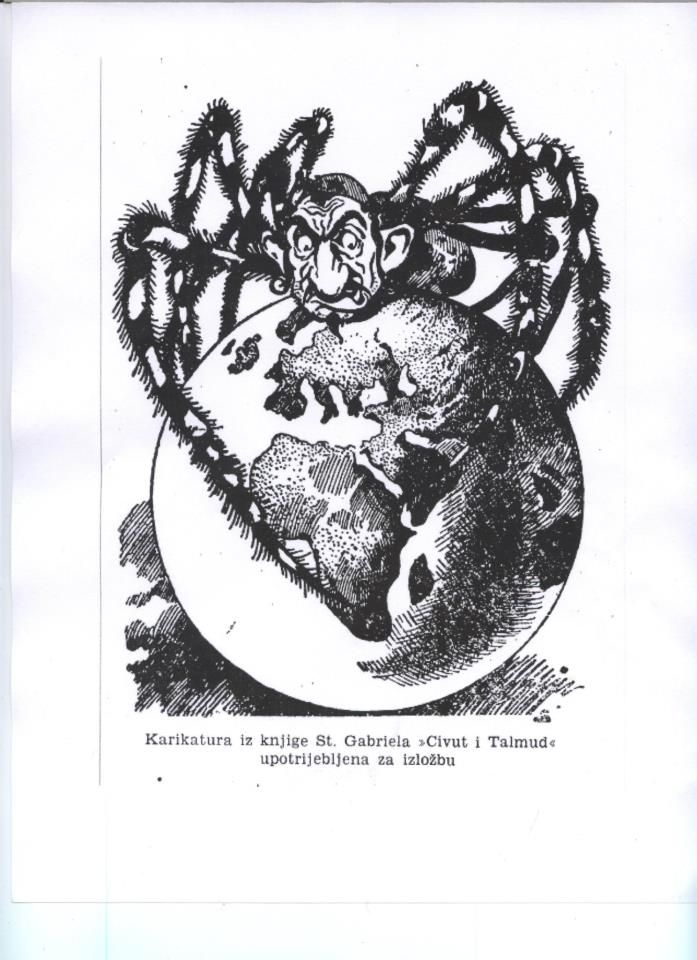 Karikatura iz knjige St. Gabriela »Civut i Talmud«
upotrijebljena za izložbu